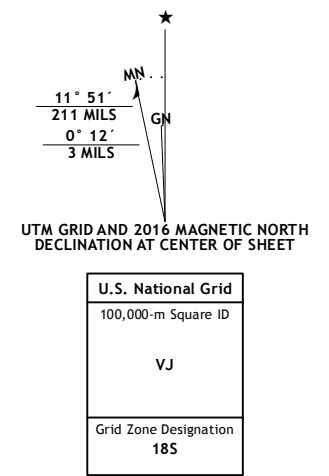 MN
11° 51´
211 MILS
GN
0° 12´
3 MILS
UTM GRID AND 2016 MAGNETIC NORTH
DECLINATION AT CENTER OF SHEET
U.S. National Grid
100,000-m Square ID
VJ
Grid Zone Designation
18S